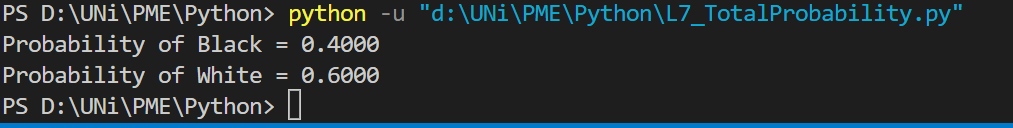 PS D:\UNi\PME\Python> python -u "d:\UNi\PME\Python\L7_TotalProbability.py"
Probability of Black = 0.4000
Probability of White = 0.6000
PS D:\UNi\PME\Python>